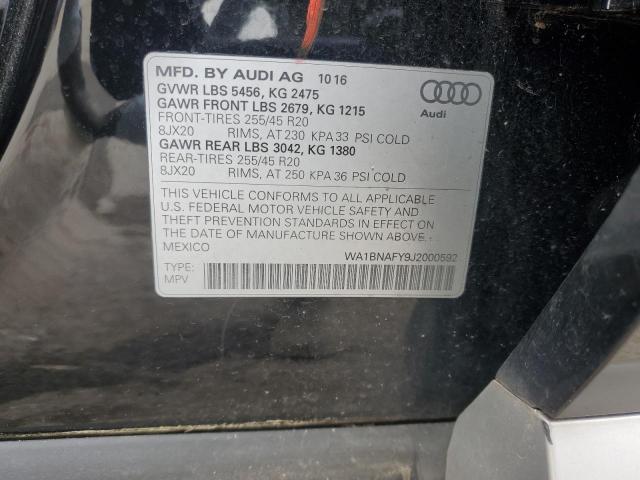 MFD. BY AUDI AG 10 16
GVWR LBS 5456, KG 2475
GAWR FRONT LBS 2679, KG 1215
FRONT-TIRES 255/45 R20
8JX20 RIMS, AT 230 KPA 33 PSI COLD
GAWR REAR LBS 3042, KG 1380
REAR-TIRES 255/45 R20
8JX20 RIMS, AT 250 KPA 36 PSI COLD
Audi
THIS VEHICLE CONFORMS TO ALL APPLICABLE
U.S. FEDERAL MOTOR VEHICLE SAFETY AND
THEFT PREVENTION STANDARDS IN EFFECT ON
THE DATE OF MANUFACTURE SHOWN ABOVE.
MEXICO WA1BNAFY9J2000592
TYPE:
MPV